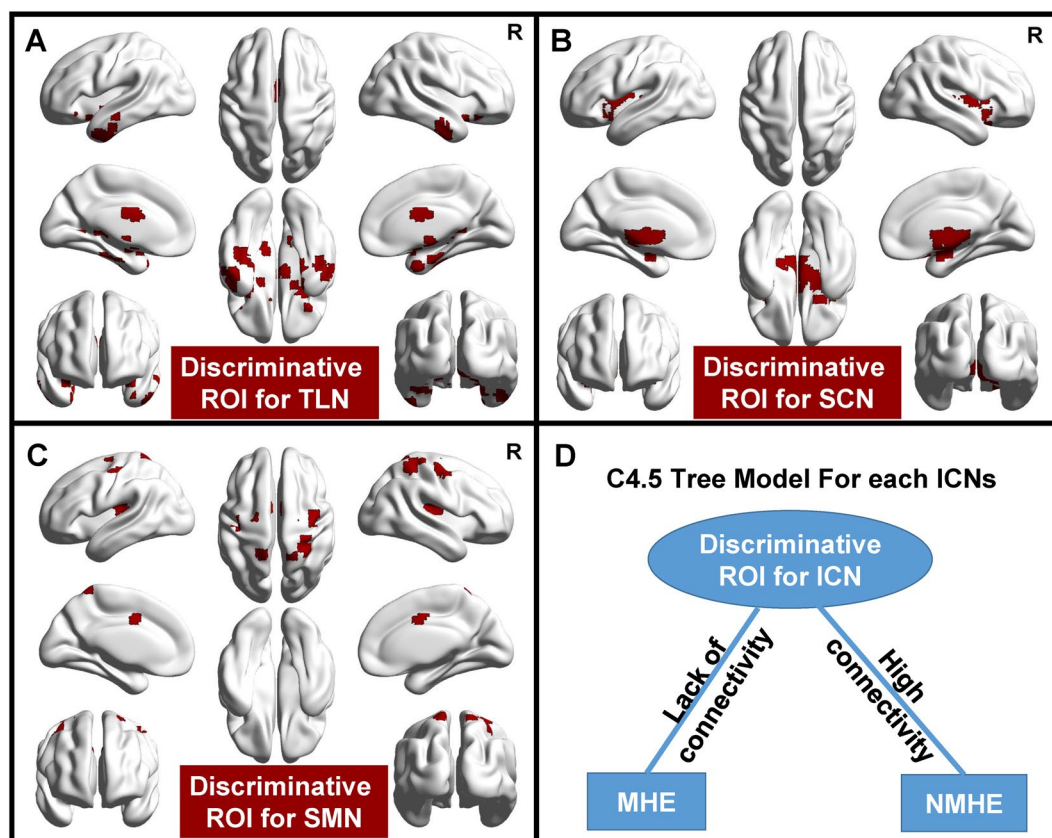 A
R
Discriminative
ROI for TLN
B
R
Discriminative
ROI for SCN
C
R
Discriminative
ROI for SMN
D
C4.5 Tree Model For each ICNs
Discriminative
ROI for ICN
Lack of
connectivity
High
connectivity
MHE
NMHE